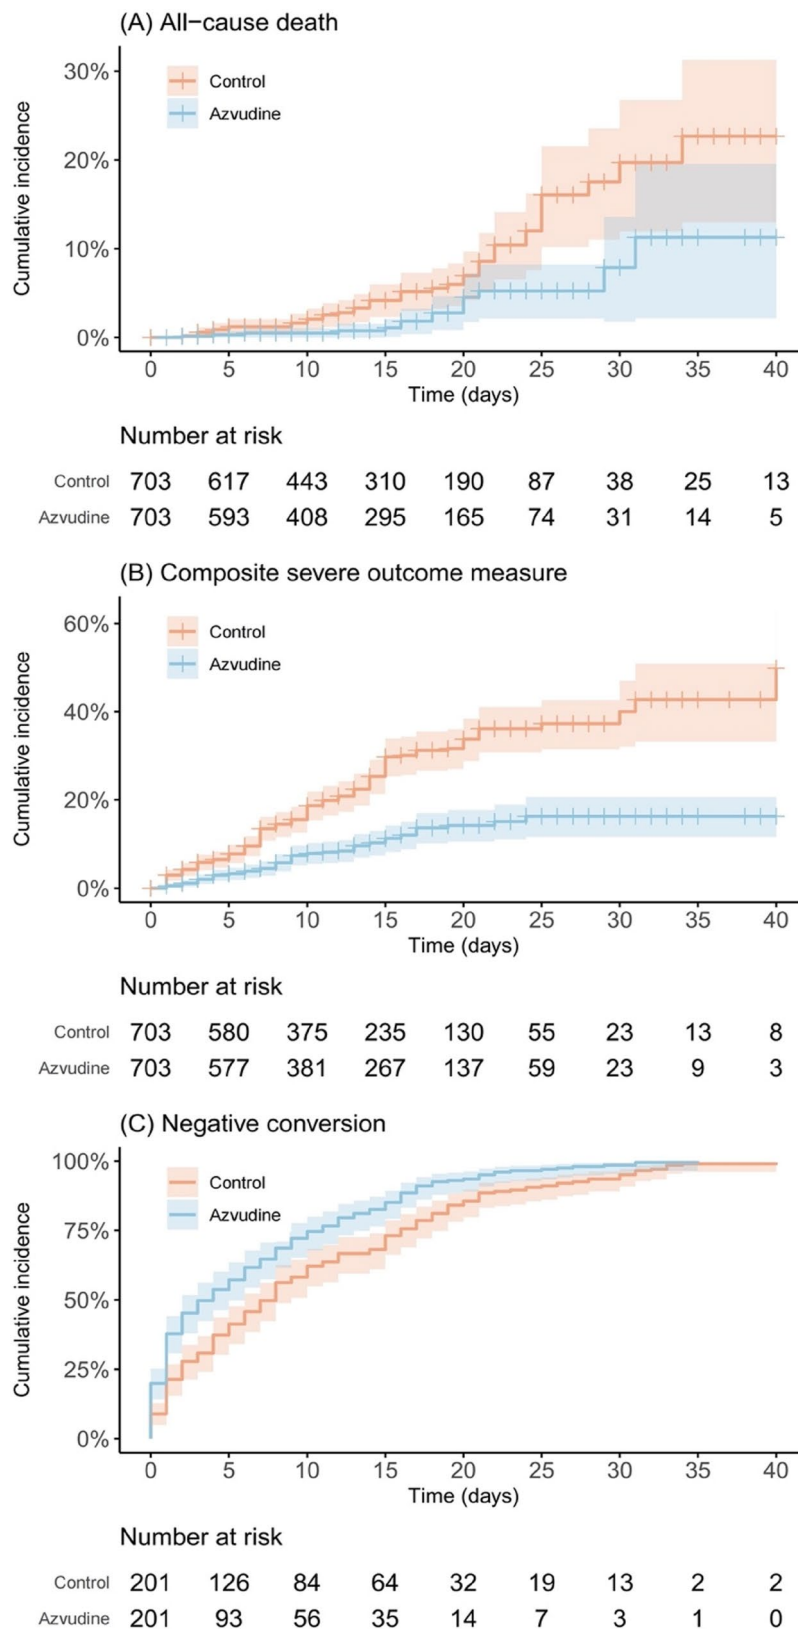 (A) All−cause death
Cumulative incidence
30%
20%
10%
0%
Control
Azvudine
0 5 10 15 20 25 30 35 40
Time (days)
Number at risk
Control 703 617 443 310 190 87 38 25 13
Azvudine 703 593 408 295 165 74 31 14 5
(B) Composite severe outcome measure
Cumulative incidence
60%
40%
20%
0%
Control
Azvudine
0 5 10 15 20 25 30 35 40
Time (days)
Number at risk
Control 703 580 375 235 130 55 23 13 8
Azvudine 703 577 381 267 137 59 23 9 3
(C) Negative conversion
Cumulative incidence
100%
75%
50%
25%
0%
Control
Azvudine
0 5 10 15 20 25 30 35 40
Time (days)
Number at risk
Control 201 126 84 64 32 19 13 2 2
Azvudine 201 93 56 35 14 7 3 1 0